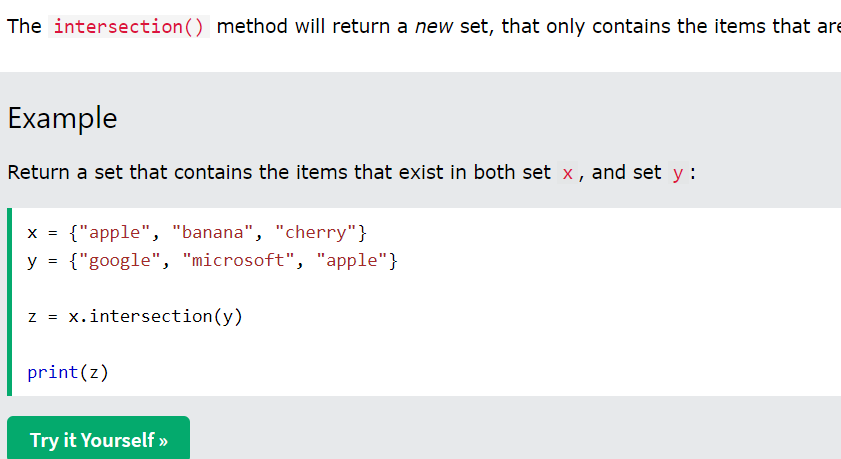 The intersection() method will return a new set, that only contains the items that
Example
Return a set that contains the items that exist in both set x, and set y:
x = {"apple", "banana", "cherry"}
y = {"google", "microsoft", "apple"}
z = x.intersection(y)
print(z)
Try it Yourself »